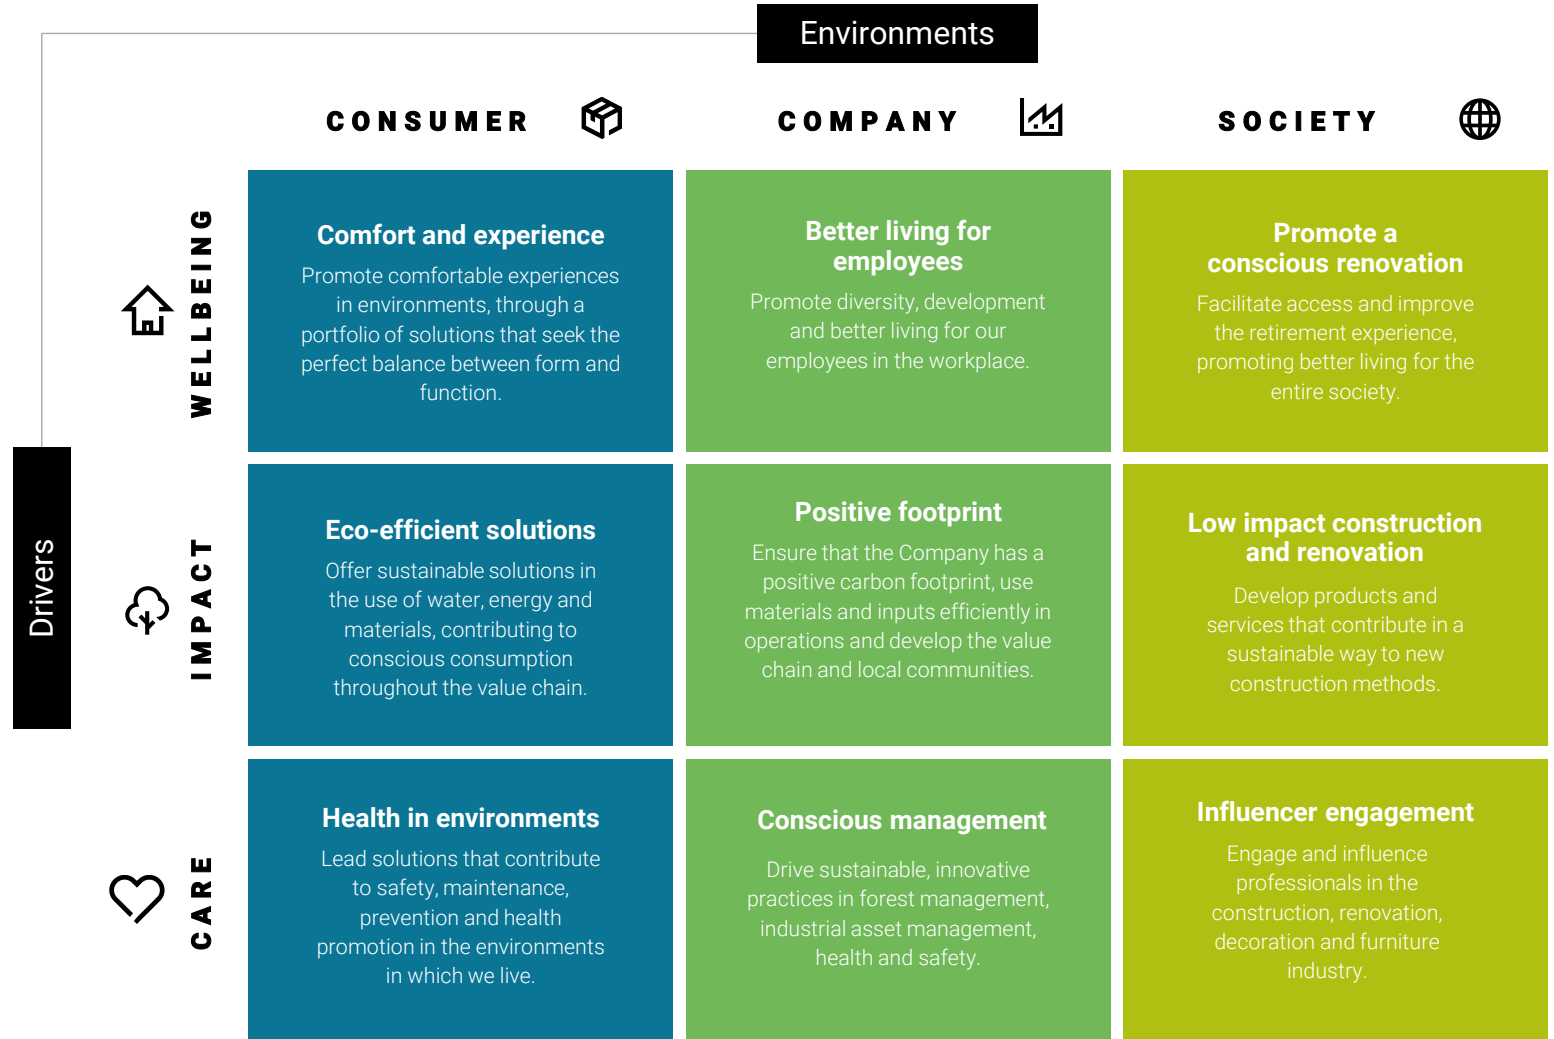 Environments
CONSUMER
COMPANY
SOCIETY
Drivers
WELLBEING
Comfort and experience
Promote comfortable experiences
in environments, through a
portfolio of solutions that seek the
perfect balance between form and
function.
Better living for
employees
Promote diversity, development
and better living for our
employees in the workplace.
Promote a
conscious renovation
Facilitate access and improve
the retirement experience,
promoting better living for the
entire society.
IMPACT
Eco-efficient solutions
Offer sustainable solutions in
the use of water, energy and
materials, contributing to
conscious consumption
throughout the value chain.
Positive footprint
Ensure that the Company has a
positive carbon footprint, use
materials and inputs efficiently in
operations and develop the value
chain and local communities.
Low impact construction
and renovation
Develop products and
services that contribute in a
sustainable way to new
construction methods.
CARE
Health in environments
Lead solutions that contribute
to safety, maintenance,
prevention and health
promotion in the environments
in which we live.
Conscious management
Drive sustainable, innovative
practices in forest management,
industrial asset management,
health and safety.
Influencer engagement
Engage and influence
professionals in the
construction, renovation,
decoration and furniture
industry.